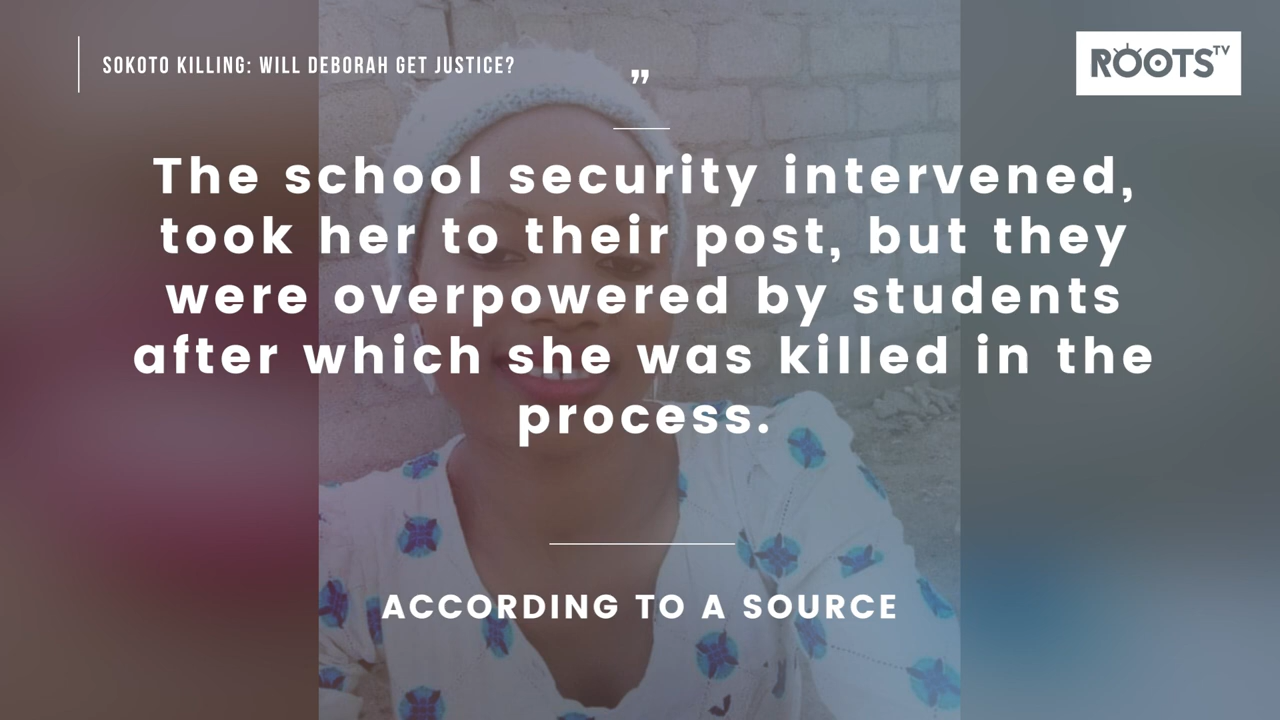 SOKOTO KILLING: WILL DEBORAH GET JUSTICE?
ROOTS TV
”
The school security intervened,
took her to their post, but they
were overpowered by students
after which she was killed in the
process.
ACCORDING TO A SOURCE